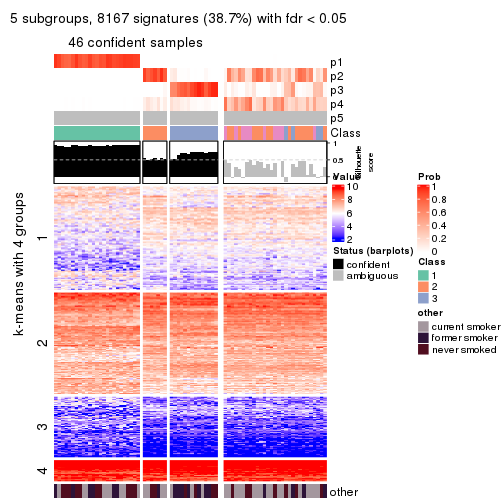 5 subgroups, 8167 signatures (38.7%) with fdr < 0.05
46 confident samples
p1
p2
p3
p4
p5
Class
1
0.5
0
Silhouette
score
k-means with 4 groups
1
2
3
4
other
Value
10
8
6
4
2
Status (barplots)
confident
ambiguous
Prob
1
0.8
0.6
0.4
0.2
0
Class
1
2
3
other
current smoker
former smoker
never smoked